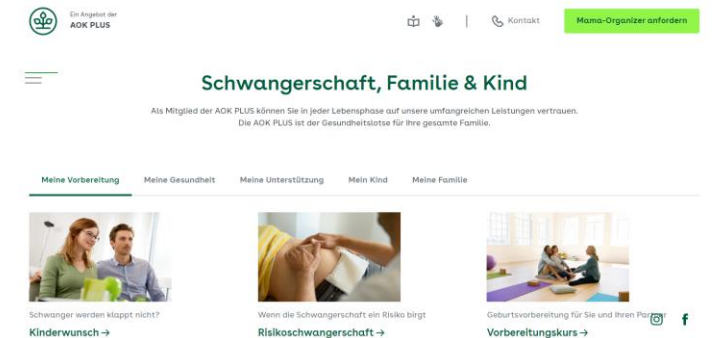 Ein Angebot der
AOK PLUS
Kontakt
Mama-Organizer anfordern
Schwangerschaft, Familie & Kind
Als Mitglied der AOK PLUS können Sie in jeder Lebensphase auf unsere umfangreichen Leistungen vertrauen.
Die AOK PLUS ist der Gesundheitslotse für Ihre gesamte Familie.
Meine Vorbereitung
Meine Gesundheit
Meine Unterstützung
Mein Kind
Meine Familie
Schwanger werden klappt nicht?
Kinderwunsch →
Wenn die Schwangerschaft ein Risiko birgt
Risikoschwangerschaft →
Geburtsvorbereitung für Sie und Ihren Partner
Vorbereitungskurs →